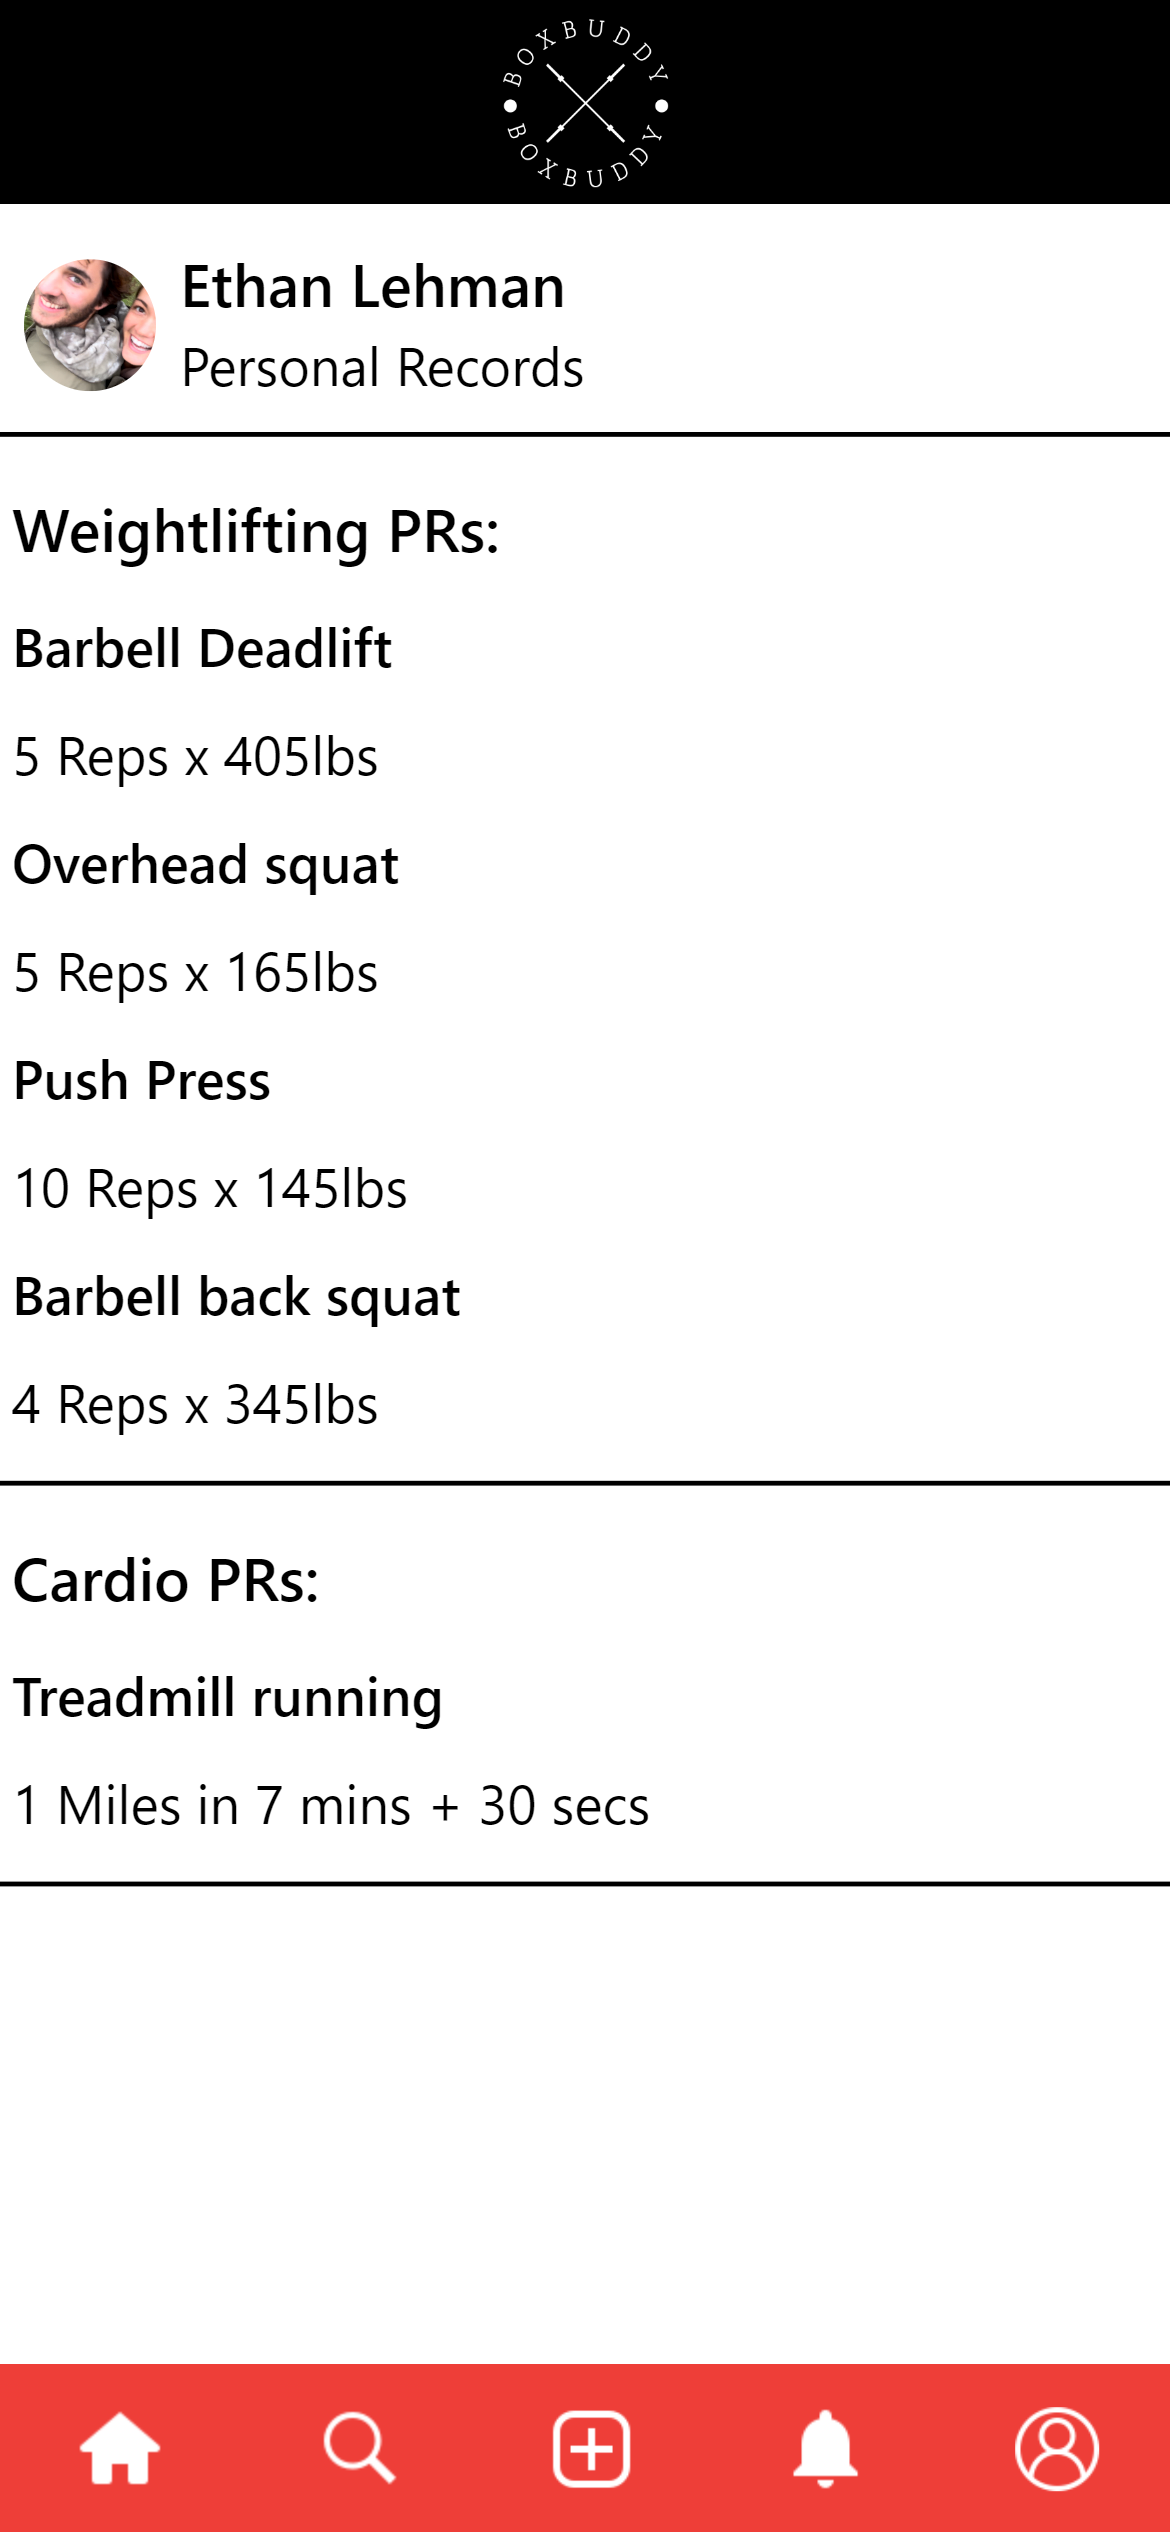 BOXBUDDY
BOXBUDDY
Ethan Lehman
Personal Records
Weightlifting PRs:
Barbell Deadlift
5 Reps x 405lbs
Overhead squat
5 Reps x 165lbs
Push Press
10 Reps x 145lbs
Barbell back squat
4 Reps x 345lbs
Cardio PRs:
Treadmill running
1 Miles in 7 mins + 30 secs